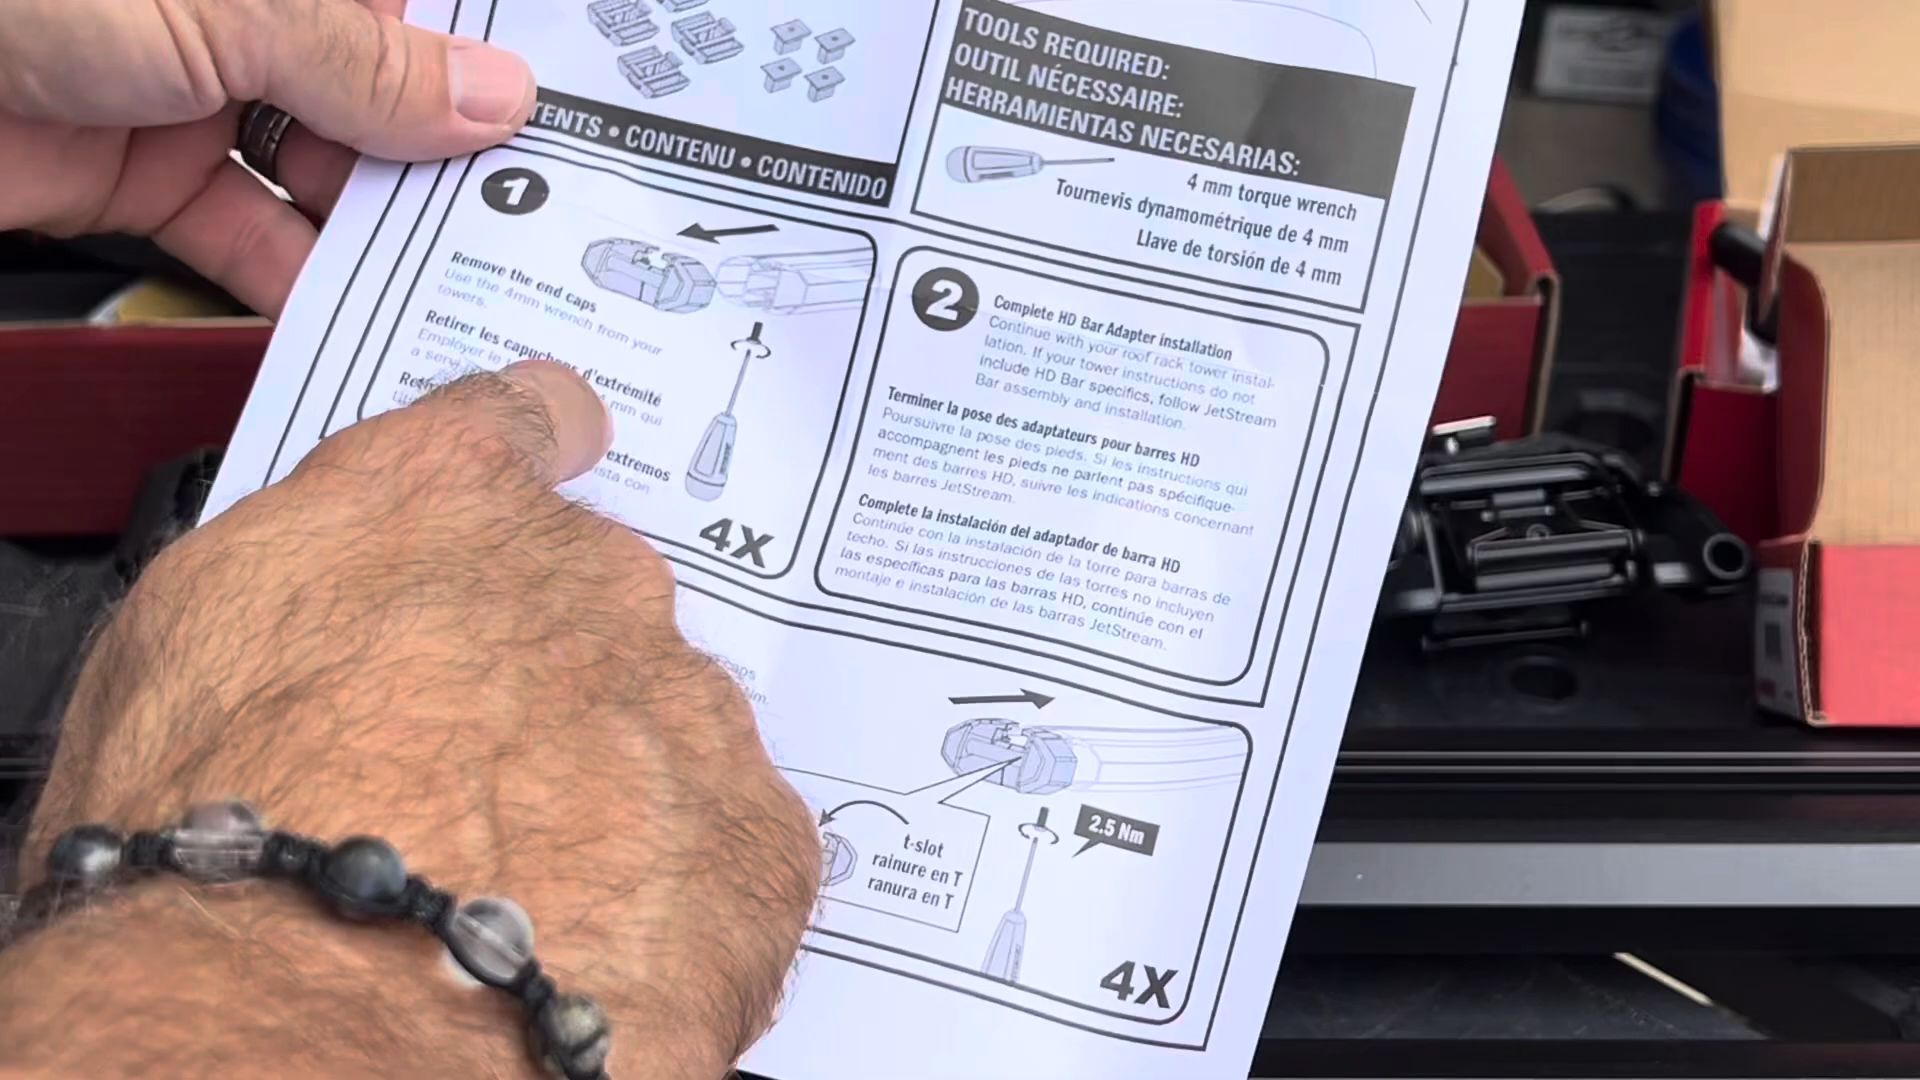 TENTS • CONTENU • CONTENIDO
TOOLS REQUIRED:
OUTIL NÉCESSAIRE:
HERRAMIENTAS NECESARIAS:
4 mm torque wrench
Tournevis dynamométrique de 4 mm
Llave de torsión de 4 mm
1
Remove the end caps
Use the 4mm wrench from your
towers.
Retirer les d'extrémité
Employer le mm qui
a servi
extremos
con
4X
2
Complete HD Bar Adapter installation
Continue with your roof rack tower instal-
lation. If your tower instructions do not
include HD Bar specifics, follow JetStream
Bar assembly and installation.
Terminer la pose des adaptateurs pour barres HD
Poursuivre la pose des pieds. Si les instructions qui
accompagnent les pieds ne parlent pas spécifique-
ment des barres HD, suivre les indications concernant
les barres JetStream.
Complete la instalación del adaptador de barra HD
Continúe con la instalación de la torre para barras de
techo. Si las instrucciones de las torres no incluyen
las específicas para las barras HD, continúe con el
montaje e instalación de las barras JetStream.
caps
t-slot
rainure en T
ranura en T
2.5 Nm
4X